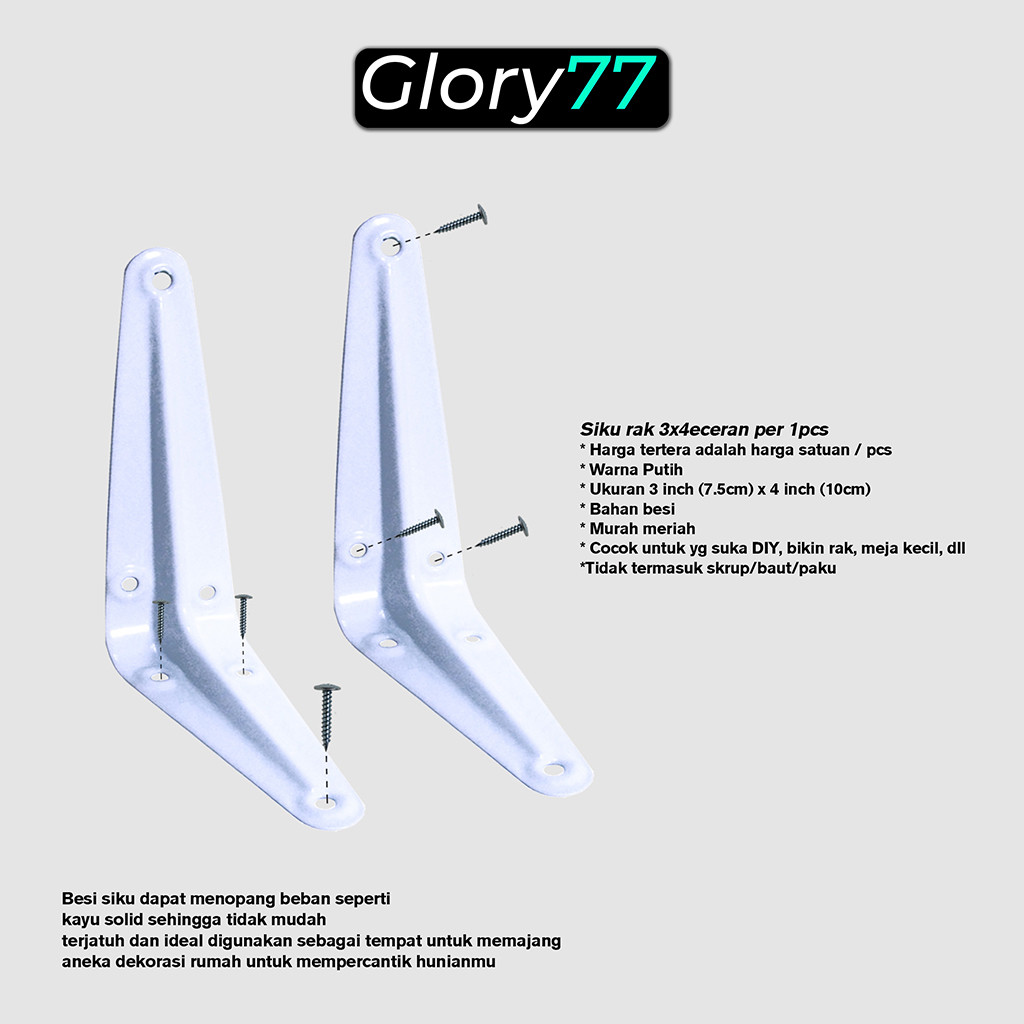 Glory77
Siku rak 3x4eceran per 1pcs
* Harga tertera adalah harga satuan / pcs
* Warna Putih
* Ukuran 3 inch (7.5cm) x 4 inch (10cm)
* Bahan besi
* Murah meriah
* Cocok untuk yg suka DIY, bikin rak, meja kecil, dll
*Tidak termasuk skrup/baut/paku
Besi siku dapat menopang beban seperti
kayu solid sehingga tidak mudah
terjatuh dan ideal digunakan sebagai tempat untuk memajang
aneka dekorasi rumah untuk mempercantik hunianmu